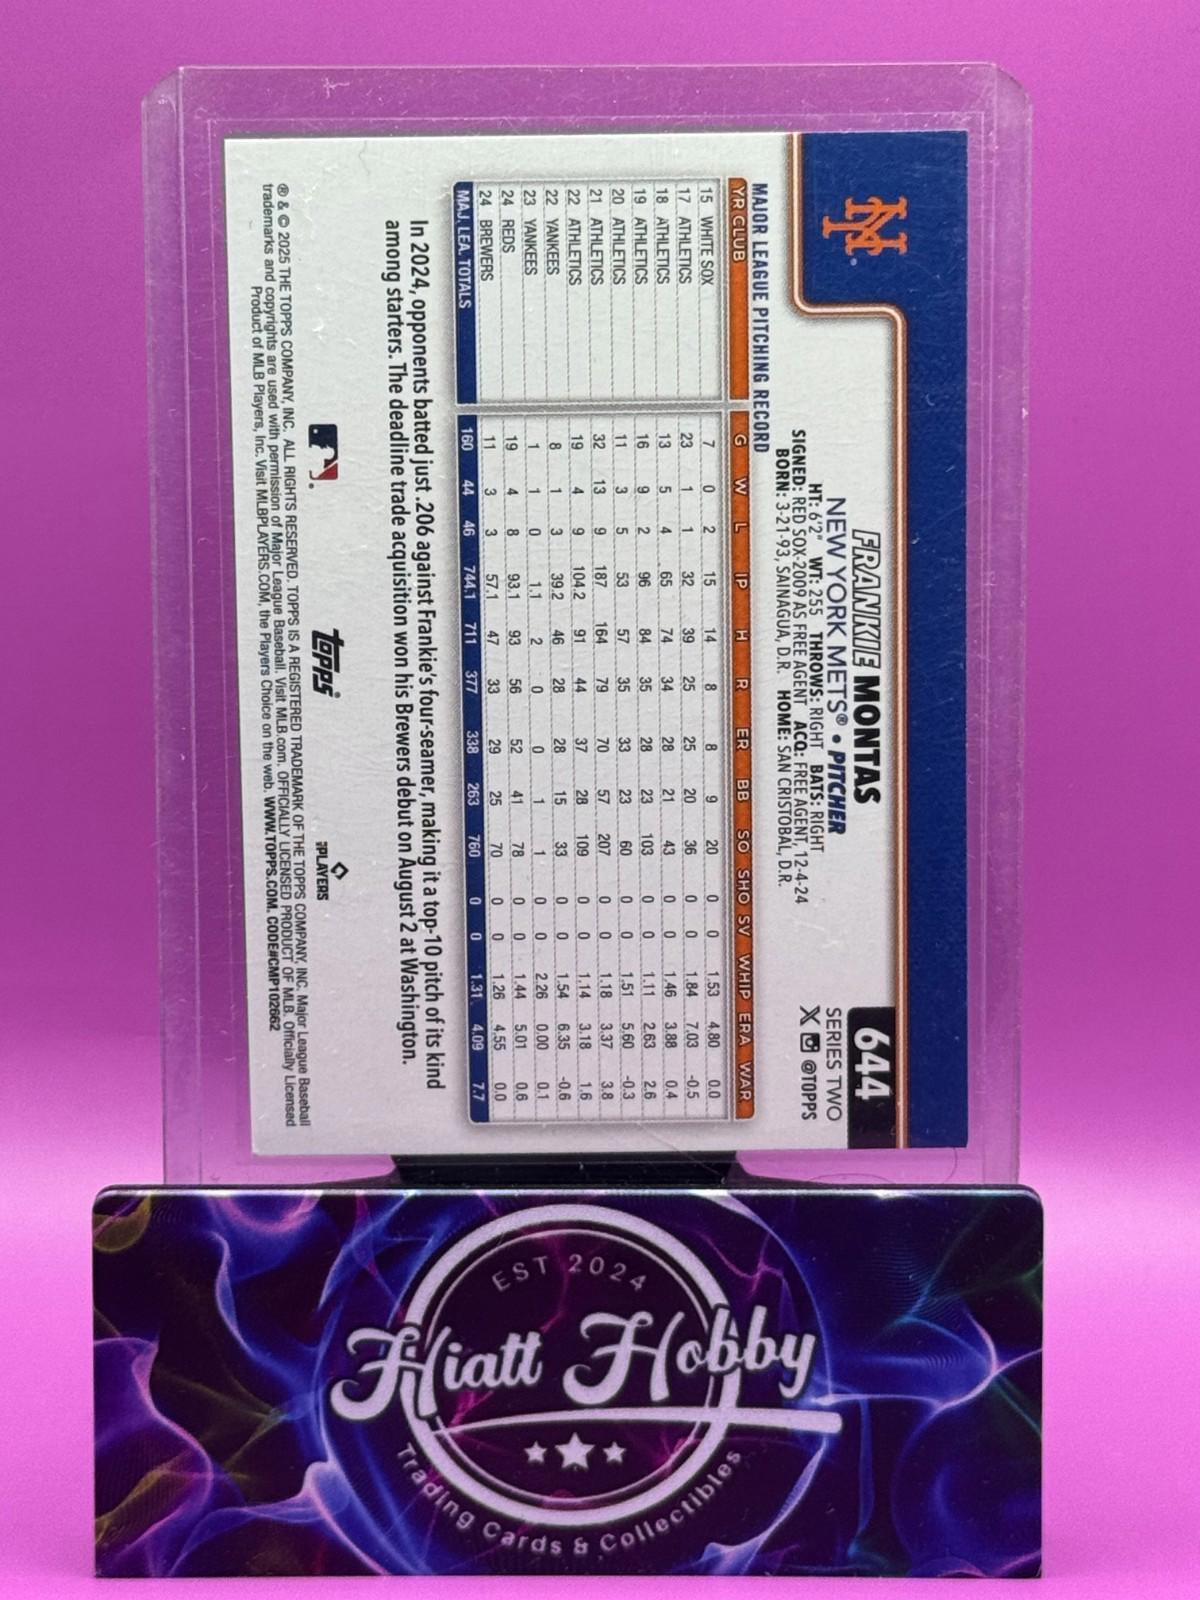 644
FRANKIE MONTAS
SERIES TWO
NEW YORK METS® • PITCHER
@TOPPS
HT: 6'2" WT: 255 THROWS: RIGHT BATS: RIGHT
SIGNED: RED SOX-2009 AS FREE AGENT ACQ: FREE AGENT, 12-4-24
BORN: 3-21-93, SAINAGUA, D.R. HOME: SAN CRISTOBAL, D.R.
MAJOR LEAGUE PITCHING RECORD
YR CLUB G W L IP H R ER BB SO SHO SV WHIP ERA WAR
15 WHITE SOX 7 0 2 15 14 8 8 9 20 0 0 1.53 4.80 0.0
17 ATHLETICS 23 1 1 32 39 25 25 20 36 0 0 1.84 7.03 -0.5
18 ATHLETICS 13 5 4 65 74 34 28 21 43 0 0 1.46 3.88 0.4
19 ATHLETICS 16 9 2 96 84 35 28 23 103 0 0 1.11 2.63 2.6
20 ATHLETICS 11 3 5 53 57 35 33 23 60 0 0 1.51 5.60 -0.3
21 ATHLETICS 32 13 9 187 164 79 70 57 207 0 0 1.18 3.37 3.8
22 ATHLETICS 19 4 9 104.2 91 44 37 28 109 0 0 1.14 3.18 1.6
22 YANKEES 8 1 3 39.2 46 28 28 15 33 0 0 1.54 6.35 -0.6
23 YANKEES 1 1 0 1.1 2 0 0 1 1 0 0 2.26 0.00 0.1
24 REDS 19 4 8 93.1 93 56 52 41 78 0 0 1.44 5.01 0.6
24 BREWERS 11 3 3 57.1 47 33 29 25 70 0 0 1.26 4.55 0.0
MAJ. LEA. TOTALS 160 44 46 744.1 711 377 338 263 760 0 0 1.31 4.09 7.7
In 2024, opponents batted just .206 against Frankie's four-seamer, making it a top-10 pitch of its kind
among starters. The deadline trade acquisition won his Brewers debut on August 2 at Washington.
topps®
PLAYERS
® & © 2025 THE TOPPS COMPANY, INC. ALL RIGHTS RESERVED. TOPPS IS A REGISTERED TRADEMARK OF THE TOPPS COMPANY, INC. Major League Baseball
trademarks and copyrights are used with permission of Major League Baseball. Visit MLB.com. OFFICIALLY LICENSED PRODUCT OF MLB. Officially Licensed
Product of MLB Players, Inc. Visit MLBPLAYERS.COM, the Players Choice on the web. WWW.TOPPS.COM. CODE#CMP102662
EST 2024
Hiatt Hobby
Trading Cards & Collectibles